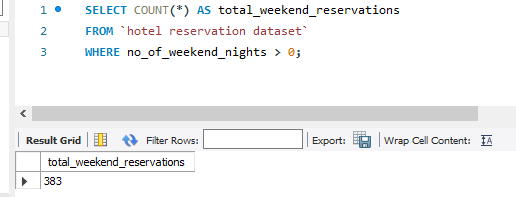 1 SELECT COUNT(*) AS total_weekend_reservations
2 FROM `hotel reservation dataset`
3 WHERE no_of_weekend_nights > 0;
Result Grid Filter Rows: Export: Wrap Cell Content: IA
total_weekend_reservations
383